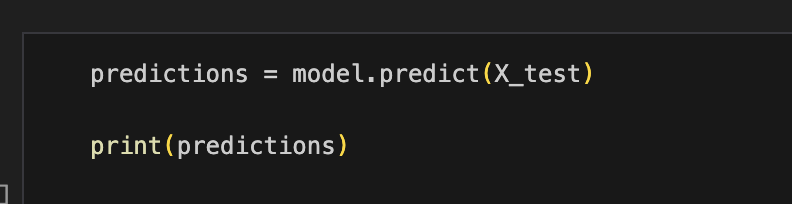 predictions = model.predict(X_test)
print(predictions)